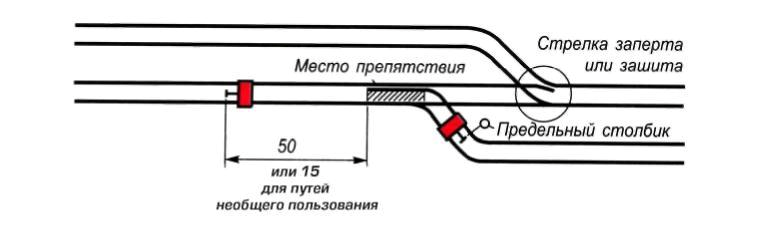 Стрелка заперта
или зашита
Место препятствия
Предельный столбик
50
или 15
для путей
необщего пользования